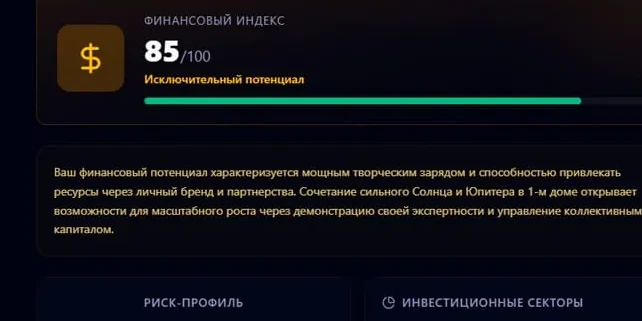 ФИНАНСОВЫЙ ИНДЕКС
$
85/100
Исключительный потенциал
Ваш финансовый потенциал характеризуется мощным творческим зарядом и способностью привлекать
ресурсы через личный бренд и партнерства. Сочетание сильного Солнца и Юпитера в 1-м доме открывает
возможности для масштабного роста через демонстрацию своей экспертности и управление коллективным
капиталом.
РИСК-ПРОФИЛЬ
ИНВЕСТИЦИОННЫЕ СЕКТОРЫ